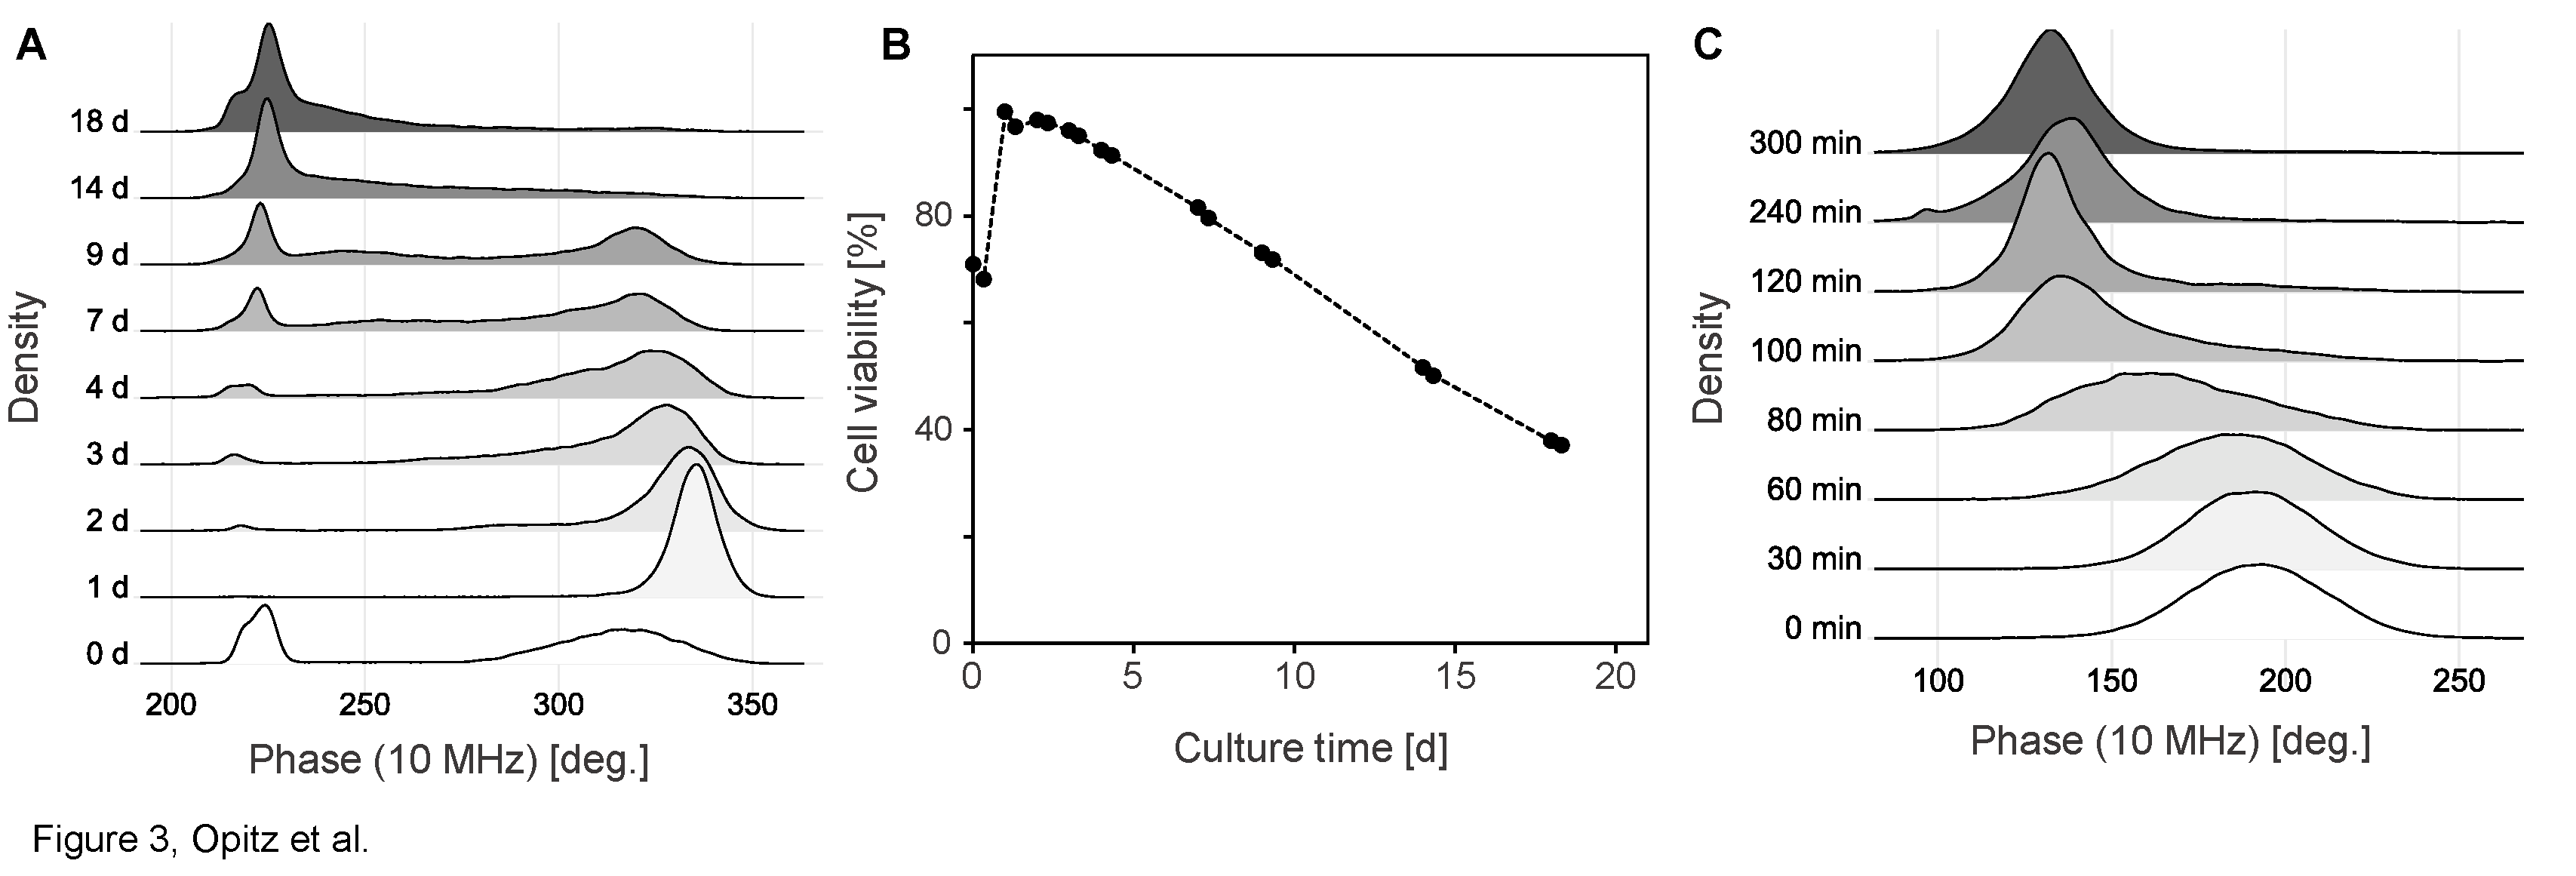 A
Density
18 d
14 d
9 d
7 d
4 d
3 d
2 d
1 d
0 d
200 250 300 350
Phase (10 MHz) [deg.]
B
Cell viability [%]
80
40
0
0 5 10 15 20
Culture time [d]
C
Density
300 min
240 min
120 min
100 min
80 min
60 min
30 min
0 min
100 150 200 250
Phase (10 MHz) [deg.]
Figure 3, Opitz et al.